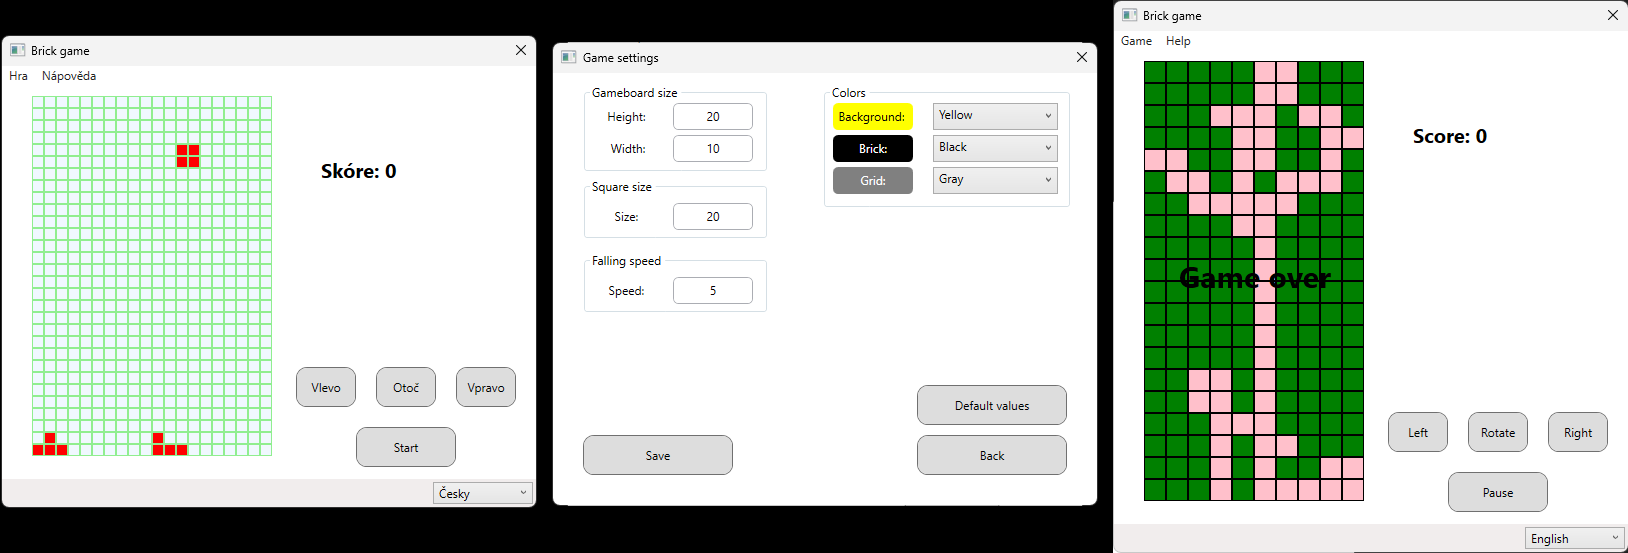 Brick game
Hra Nápověda
Skóre: 0
Vlevo Otoč Vpravo
Start
Česky
Game settings
Gameboard size
Height: 20
Width: 10
Square size
Size: 20
Falling speed
Speed: 5
Colors
Background: Yellow
Brick: Black
Grid: Gray
Default values
Save Back
Brick game
Game Help
Score: 0
Game over
Left Rotate Right
Pause
English